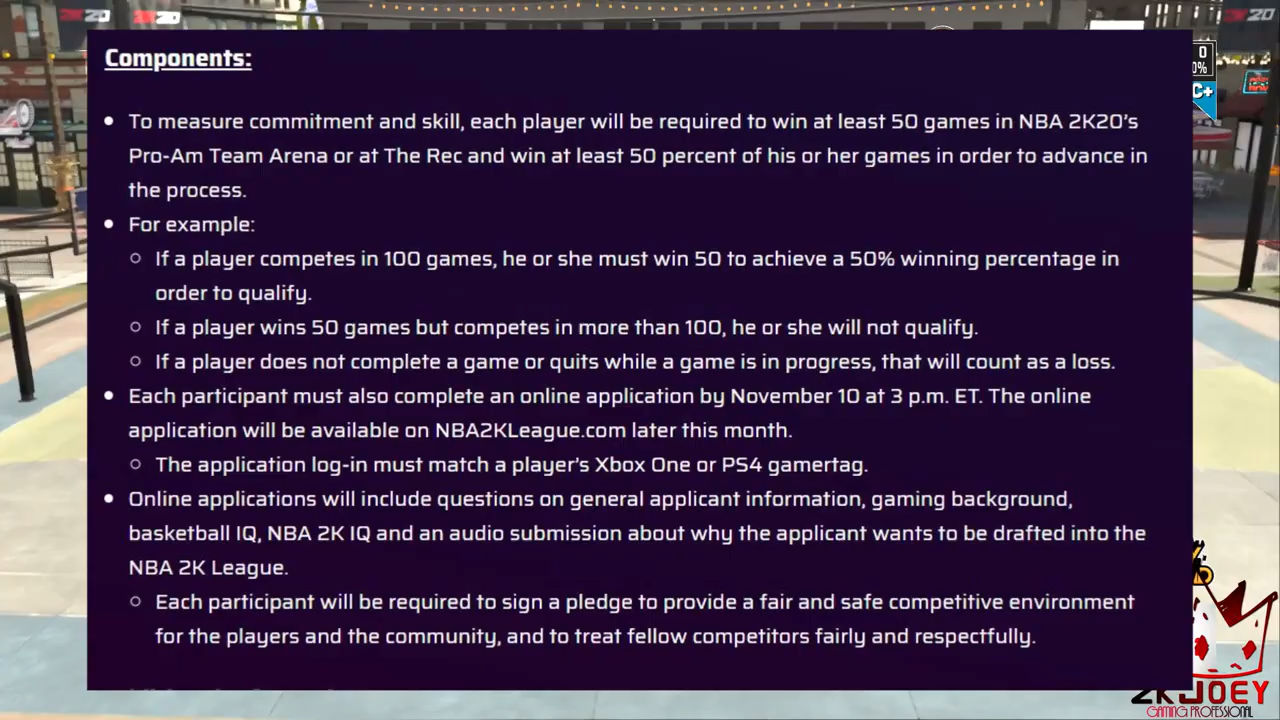 2K20 2K20 2K20
0
0%
C+
Components:
• To measure commitment and skill, each player will be required to win at least 50 games in NBA 2K20's
Pro-Am Team Arena or at The Rec and win at least 50 percent of his or her games in order to advance in
the process.
• For example:
○ If a player competes in 100 games, he or she must win 50 to achieve a 50% winning percentage in
order to qualify.
○ If a player wins 50 games but competes in more than 100, he or she will not qualify.
○ If a player does not complete a game or quits while a game is in progress, that will count as a loss.
• Each participant must also complete an online application by November 10 at 3 p.m. ET. The online
application will be available on NBA2KLeague.com later this month.
○ The application log-in must match a player's Xbox One or PS4 gamertag.
• Online applications will include questions on general applicant information, gaming background,
basketball IQ, NBA 2K IQ and an audio submission about why the applicant wants to be drafted into the
NBA 2K League.
○ Each participant will be required to sign a pledge to provide a fair and safe competitive environment
for the players and the community, and to treat fellow competitors fairly and respectfully.
2KJOEY
GAMING PROFESSIONAL